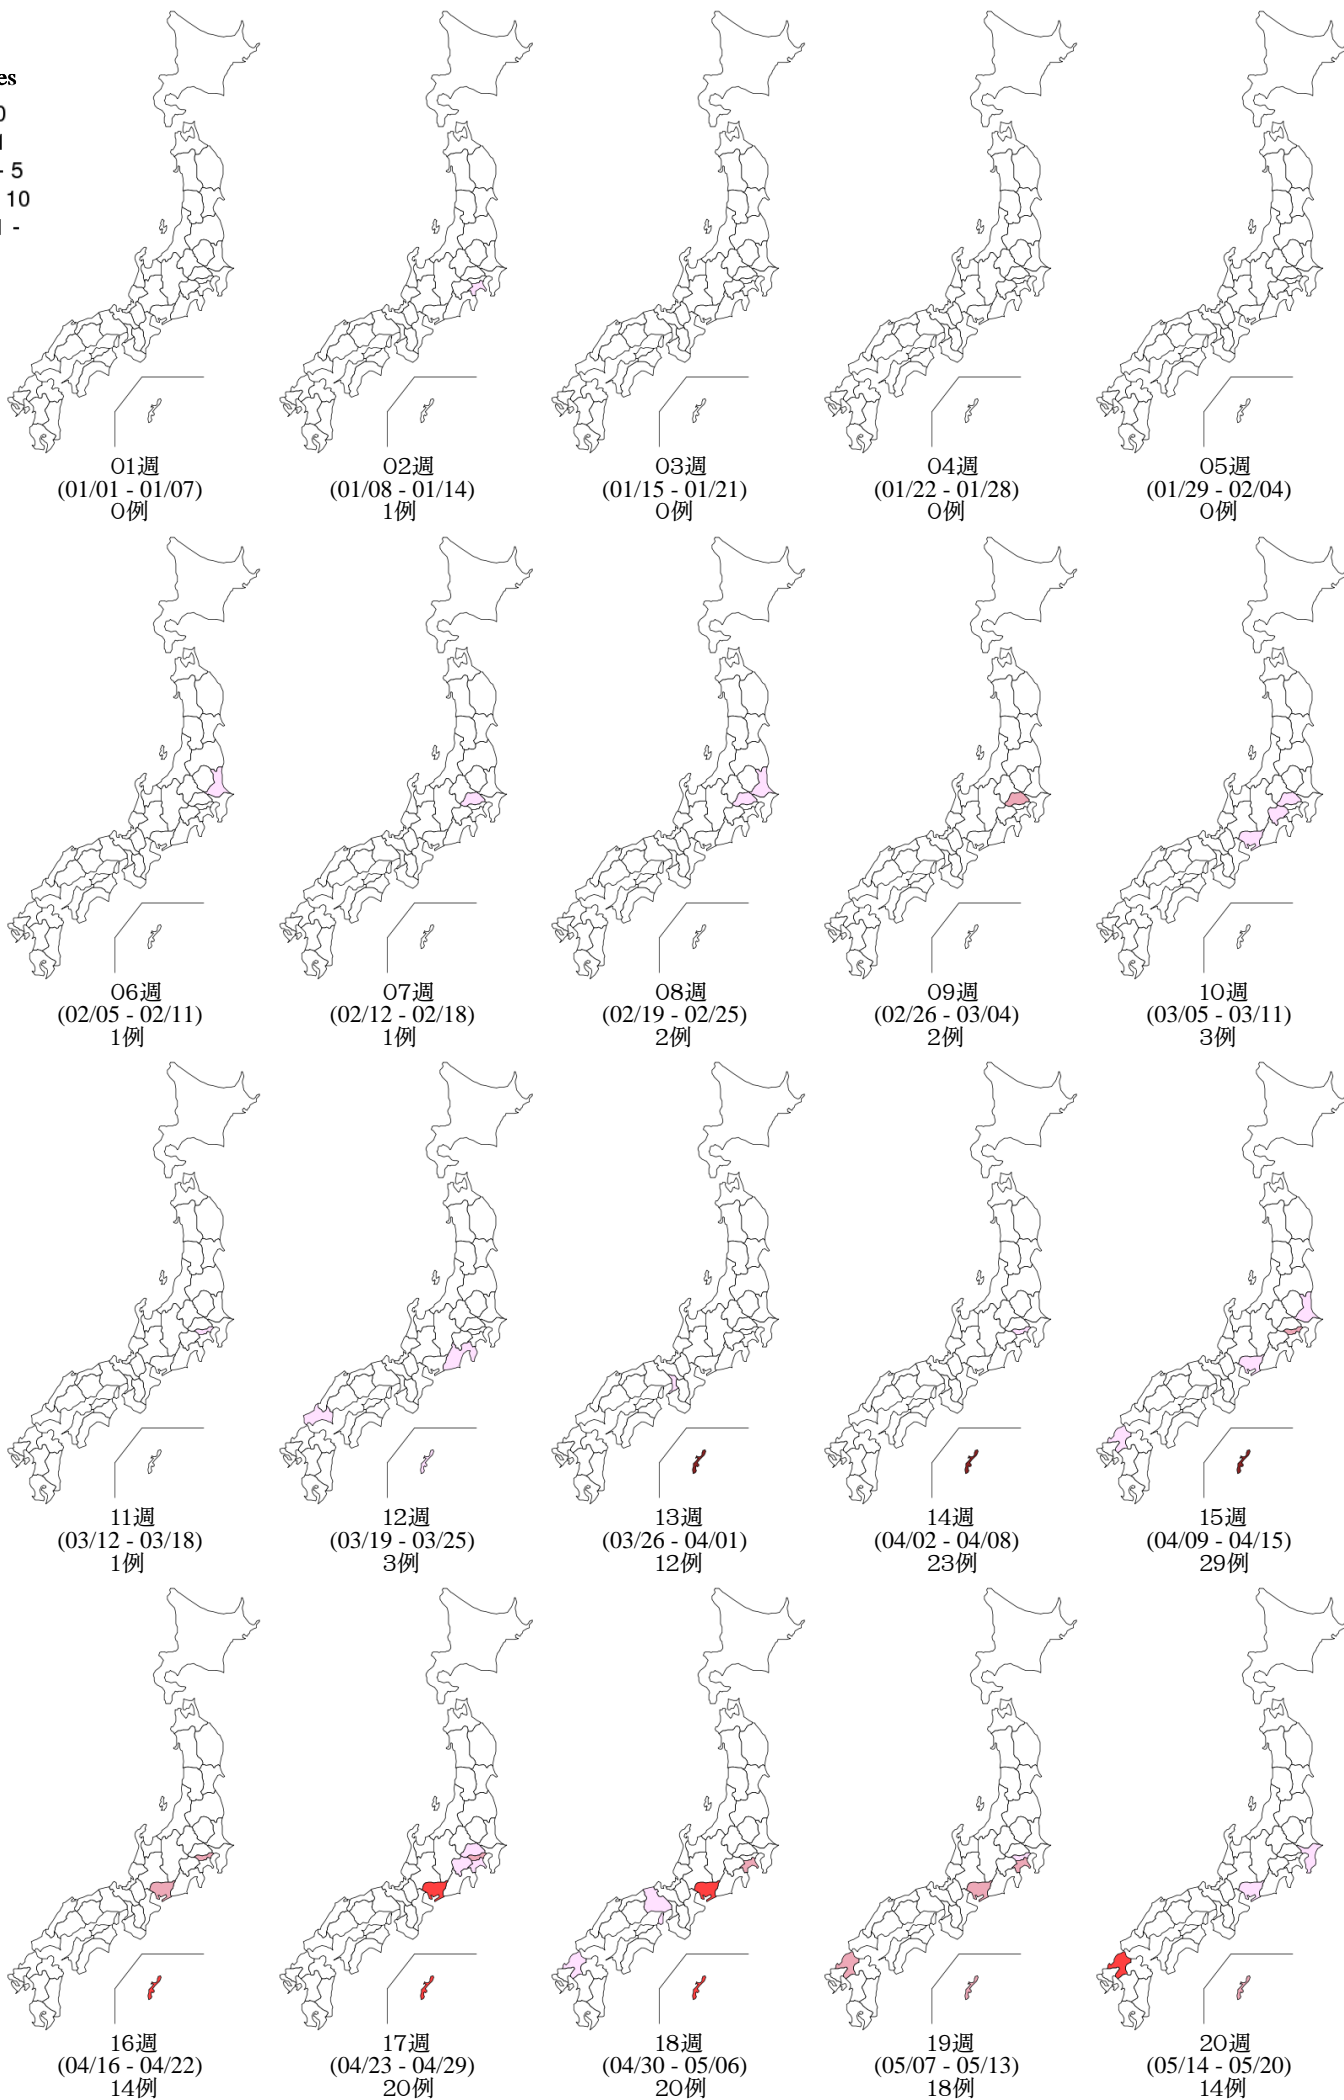 es
0
1
- 5
10
1 -
01週
(01/01 - 01/07)
0例
02週
(01/08 - 01/14)
1例
03週
(01/15 - 01/21)
0例
04週
(01/22 - 01/28)
0例
05週
(01/29 - 02/04)
0例
06週
(02/05 - 02/11)
1例
07週
(02/12 - 02/18)
1例
08週
(02/19 - 02/25)
2例
09週
(02/26 - 03/04)
2例
10週
(03/05 - 03/11)
3例
11週
(03/12 - 03/18)
1例
12週
(03/19 - 03/25)
3例
13週
(03/26 - 04/01)
12例
14週
(04/02 - 04/08)
23例
15週
(04/09 - 04/15)
29例
16週
(04/16 - 04/22)
14例
17週
(04/23 - 04/29)
20例
18週
(04/30 - 05/06)
20例
19週
(05/07 - 05/13)
18例
20週
(05/14 - 05/20)
14例